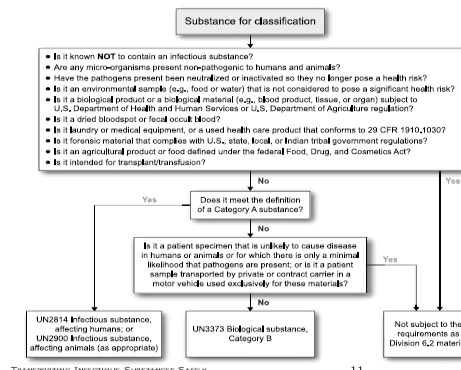 Substance for classification
• Is it known NOT to contain an infectious substance?
• Are any micro-organisms present non-pathogenic to humans and animals?
• Have the pathogens present been neutralized or inactivated so they no longer pose a health risk?
• Is it an environmental sample (e.g., food or water) that is not considered to pose a significant health risk?
• Is it a biological product or a biological material (e.g., blood product, tissue, or organ) subject to
U.S. Department of Health and Human Services or U.S. Department of Agriculture regulation?
• Is it a dried bloodspot or fecal occult blood?
• Is it laundry or medical equipment, or a used health care product that conforms to 29 CFR 1910.1030?
• Is it forensic material that complies with U.S., state, local, or Indian tribal government regulations?
• Is it an agricultural product or food defined under the federal Food, Drug, and Cosmetics Act?
• Is it intended for transplant/transfusion?
No
Yes
Yes
Does it meet the definition
of a Category A substance?
No
Is it a patient specimen that is unlikely to cause disease
in humans or animals or for which there is only a minimal
likelihood that pathogens are present; or is it a patient
sample transported by private or contract carrier in a
motor vehicle used exclusively for these materials?
Yes
No
UN2814 Infectious substance,
affecting humans; or
UN2900 Infectious substance,
affecting animals (as appropriate)
UN3373 Biological substance,
Category B
Not subject to the
requirements as
Division 6.2 materi
TRANSPORTING INFECTIOUS SUBSTANCES SAFELY
11